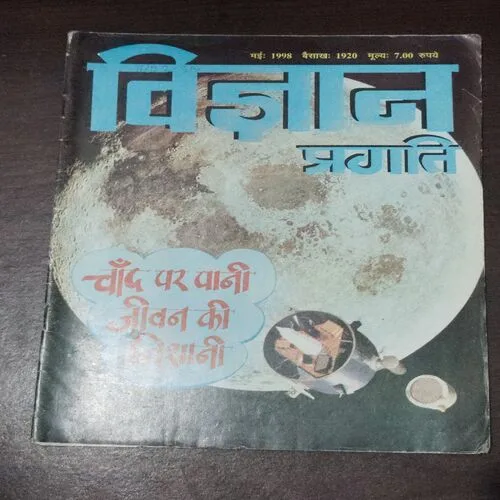 मई: 1998 वैसाख: 1920 मूल्य: 7.00 रुपये
विज्ञान
प्रगति
चाँद पर पानी
जीवन की
निशानी